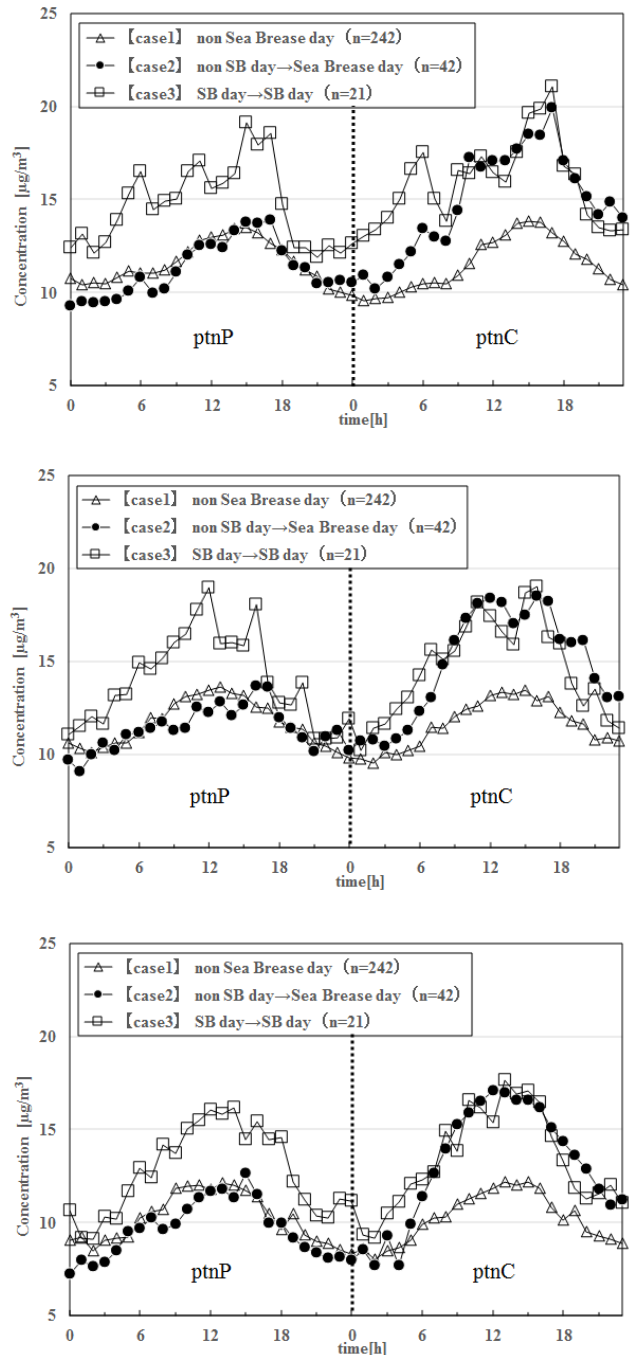 【case1】 non Sea Brease day (n=242)
【case2】 non SB day→Sea Brease day (n=42)
【case3】 SB day→SB day (n=21)
Concentration [μg/m³]
25
20
15
10
5
ptnP
ptnC
0 6 12 18 0 6 12 18
time[h]
【case1】 non Sea Brease day (n=242)
【case2】 non SB day→Sea Brease day (n=42)
【case3】 SB day→SB day (n=21)
Concentration [μg/m³]
25
20
15
10
5
ptnP
ptnC
0 6 12 18 0 6 12 18
time[h]
【case1】 non Sea Brease day (n=242)
【case2】 non SB day→Sea Brease day (n=42)
【case3】 SB day→SB day (n=21)
Concentration [μg/m³]
25
20
15
10
5
ptnP
ptnC
0 6 12 18 0 6 12 18
time[h]